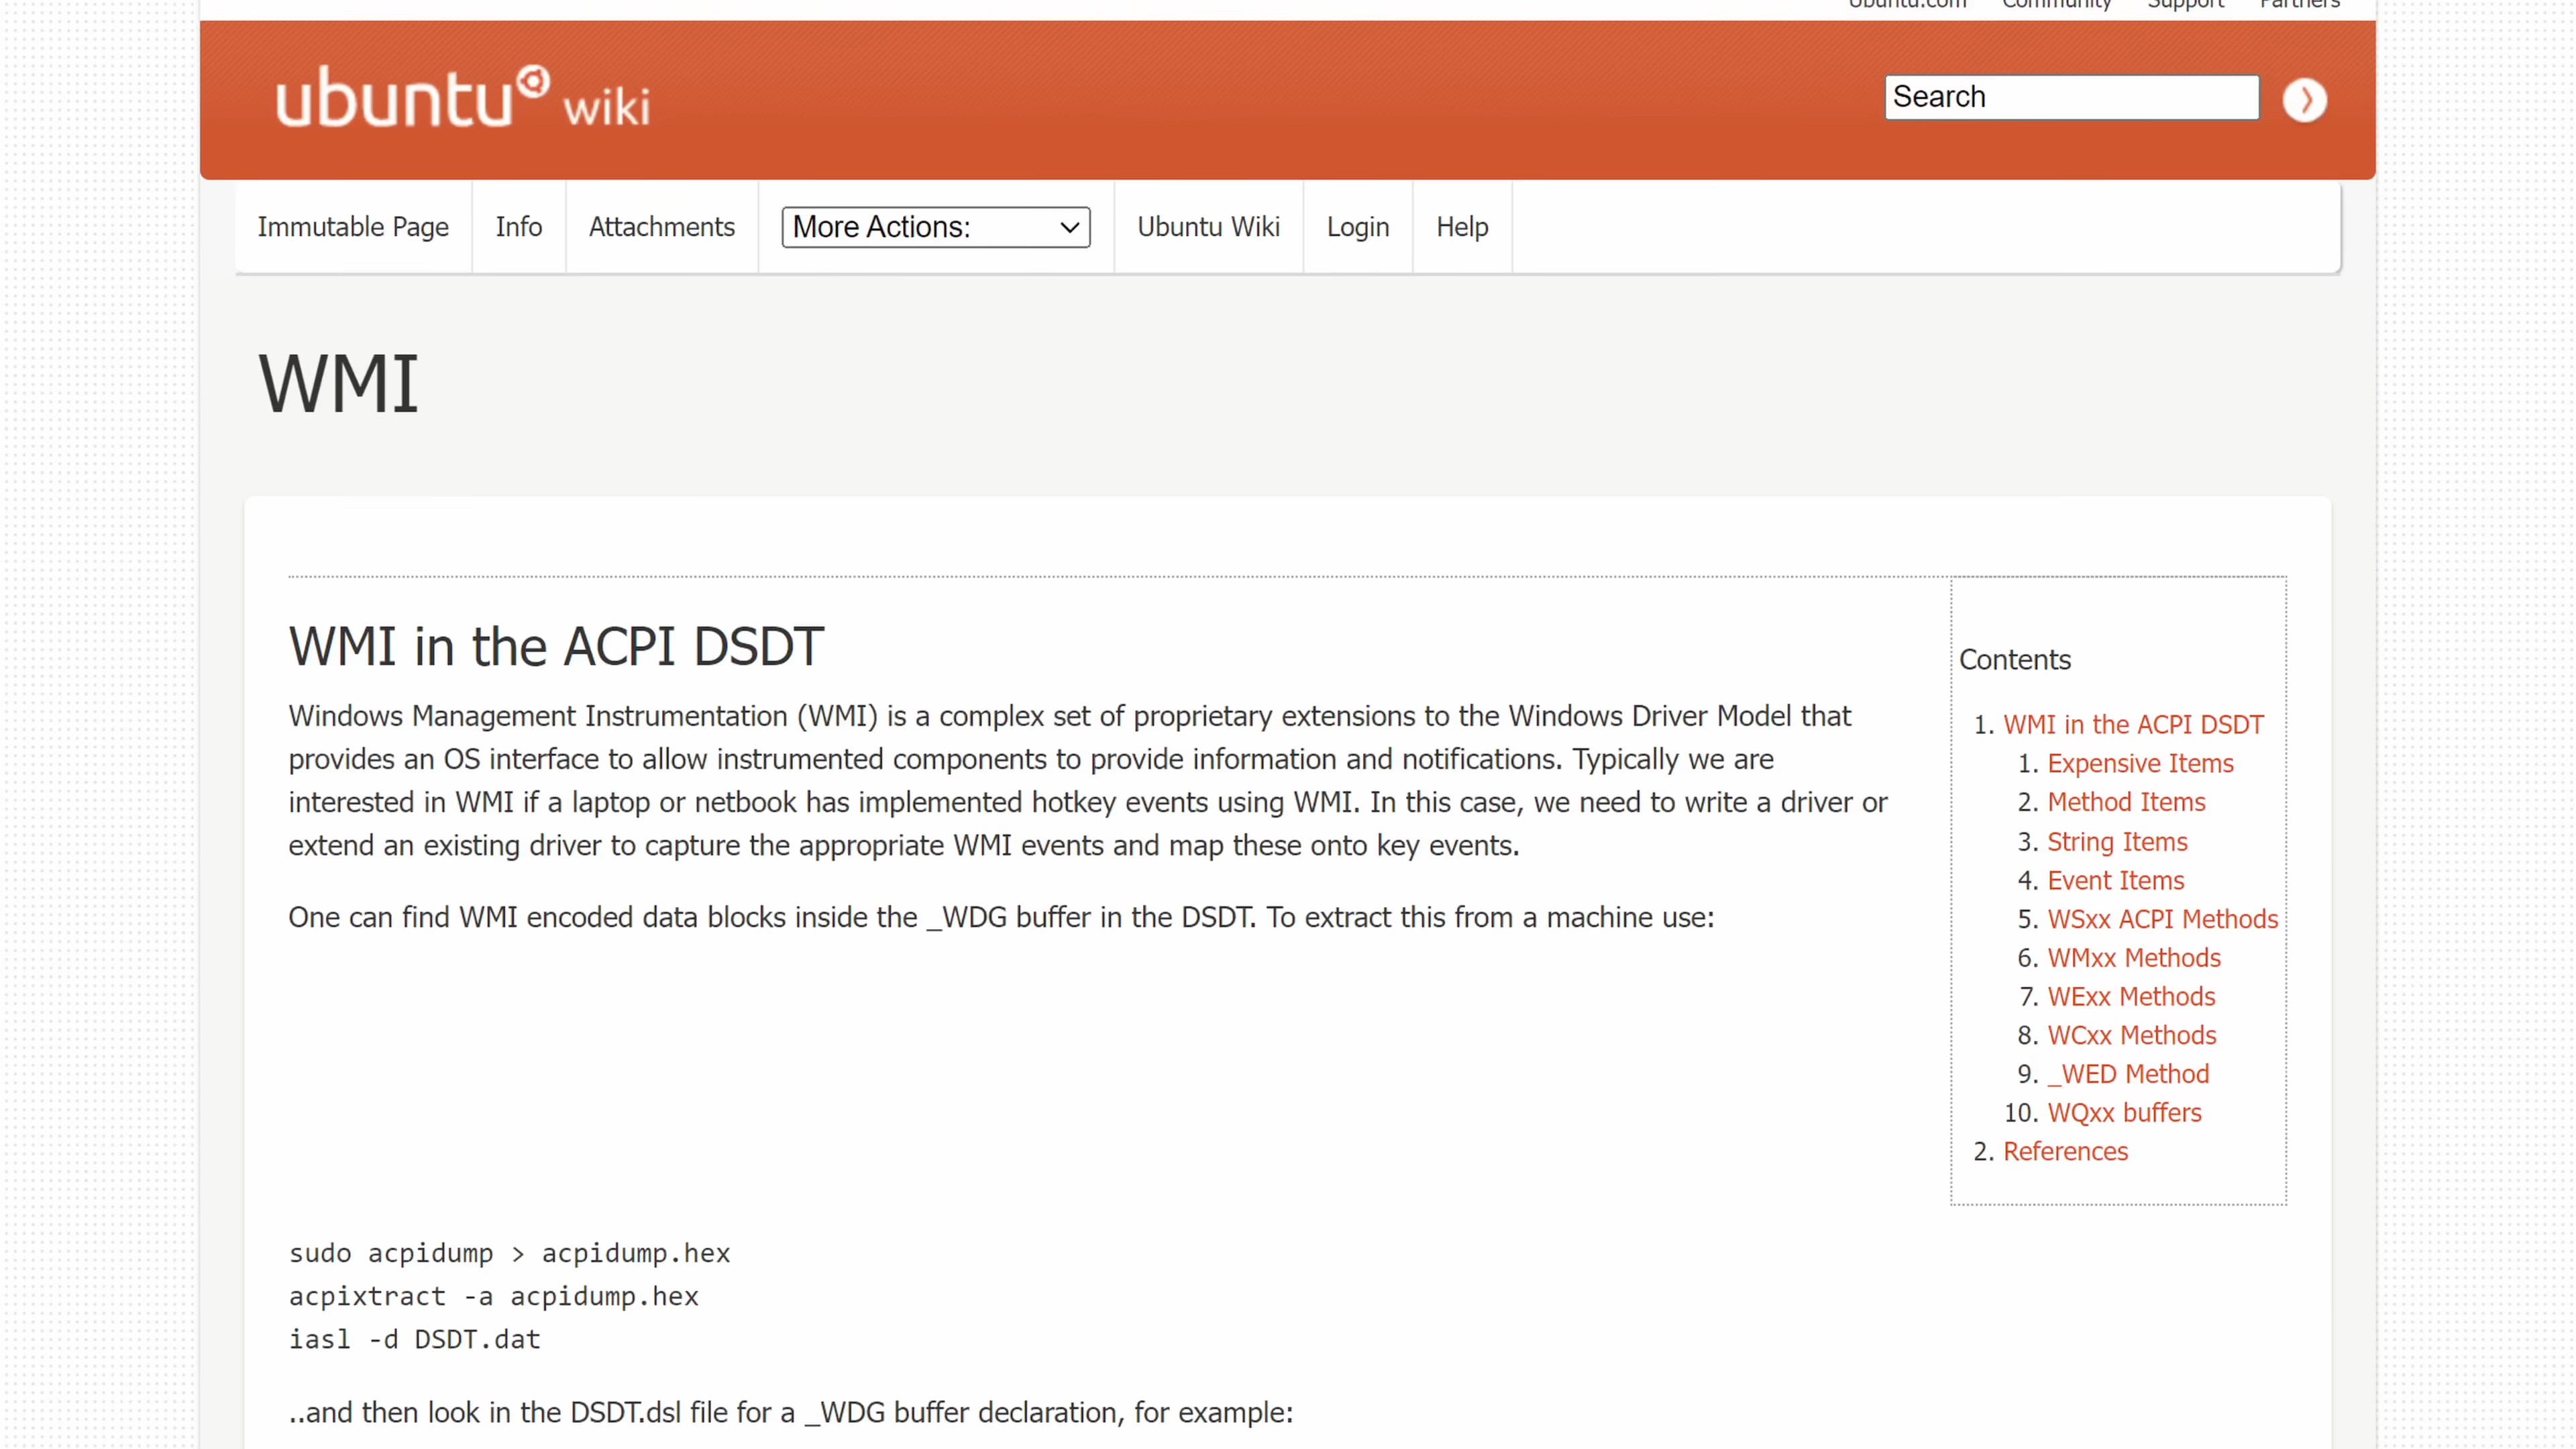 Ubuntu.com Community Support Partners
ubuntu wiki
Search
Immutable Page Info Attachments More Actions: Ubuntu Wiki Login Help
WMI
WMI in the ACPI DSDT
Windows Management Instrumentation (WMI) is a complex set of proprietary extensions to the Windows Driver Model that
provides an OS interface to allow instrumented components to provide information and notifications. Typically we are
interested in WMI if a laptop or netbook has implemented hotkey events using WMI. In this case, we need to write a driver or
extend an existing driver to capture the appropriate WMI events and map these onto key events.
One can find WMI encoded data blocks inside the _WDG buffer in the DSDT. To extract this from a machine use:
Contents
1. WMI in the ACPI DSDT
1. Expensive Items
2. Method Items
3. String Items
4. Event Items
5. WSxx ACPI Methods
6. WMxx Methods
7. WExx Methods
8. WCxx Methods
9. _WED Method
10. WQxx buffers
2. References
sudo acpidump > acpidump.hex
acpixtract -a acpidump.hex
iasl -d DSDT.dat
..and then look in the DSDT.dsl file for a _WDG buffer declaration, for example: